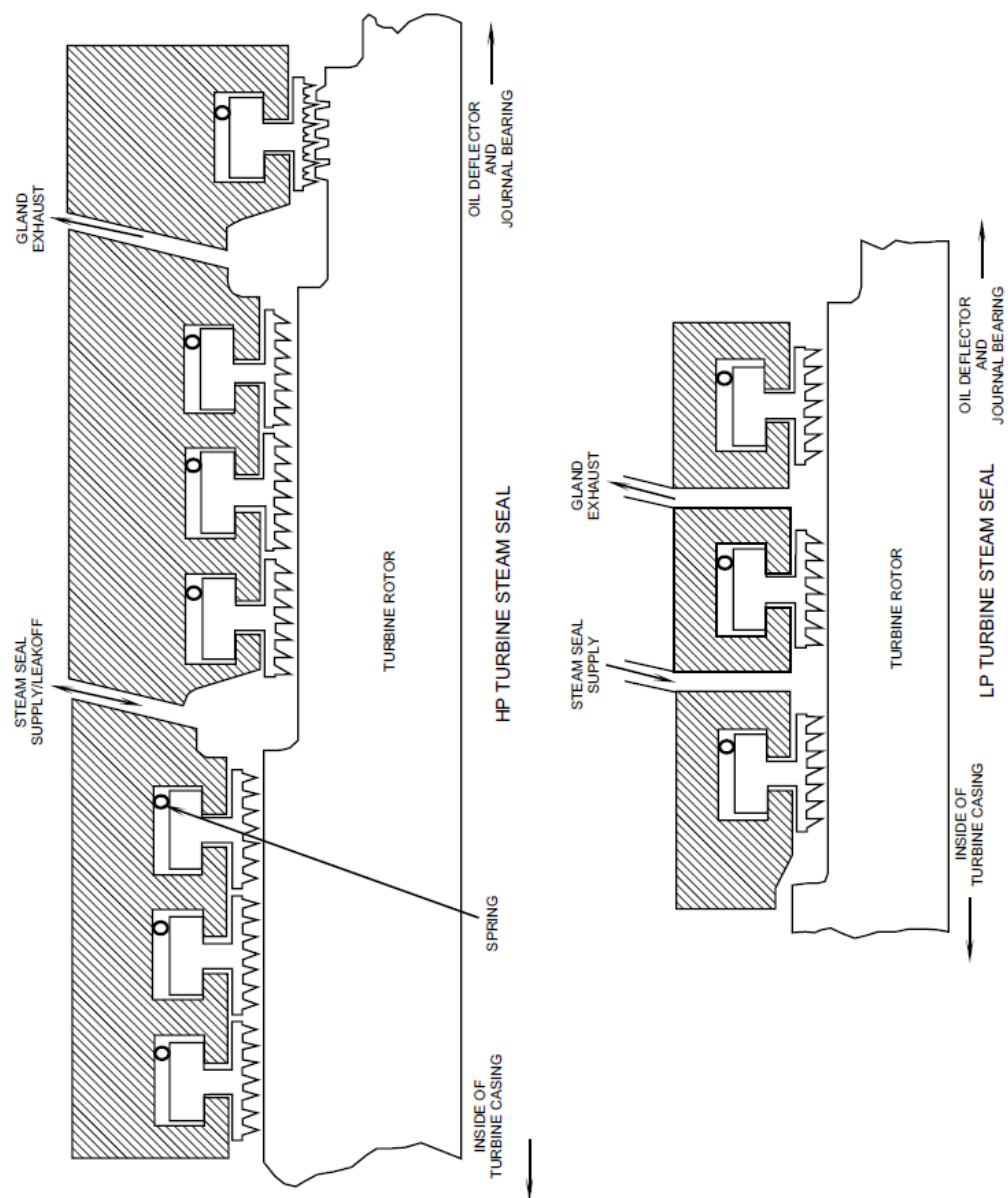 GLAND
EXHAUST
STEAM SEAL
SUPPLY/LEAKOFF
SPRING
TURBINE ROTOR
INSIDE OF
TURBINE CASING
OIL DEFLECTOR
AND
JOURNAL BEARING
HP TURBINE STEAM SEAL
GLAND
EXHAUST
STEAM SEAL
SUPPLY
TURBINE ROTOR
INSIDE OF
TURBINE CASING
OIL DEFLECTOR
AND
JOURNAL BEARING
LP TURBINE STEAM SEAL